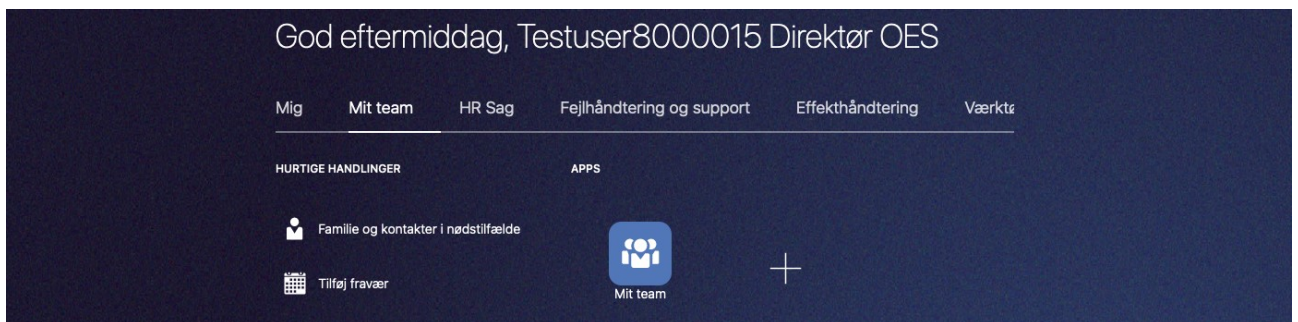 God eftermiddag, Testuser8000015 Direktør OES
Mig Mit team HR Sag Fejlhåndtering og support Effekthåndtering
HURTIGE HANDLINGER
APPS
Familie og kontakter i nødstilfælde
Tilføj fravær
Mit team